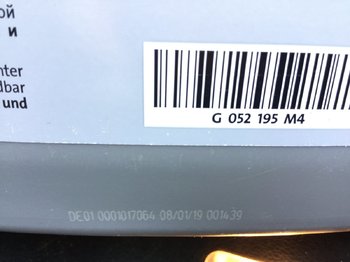 ой
и
nter
dbar
und
G 052 195 M4
DE01 0001017064 08/01/19 001439